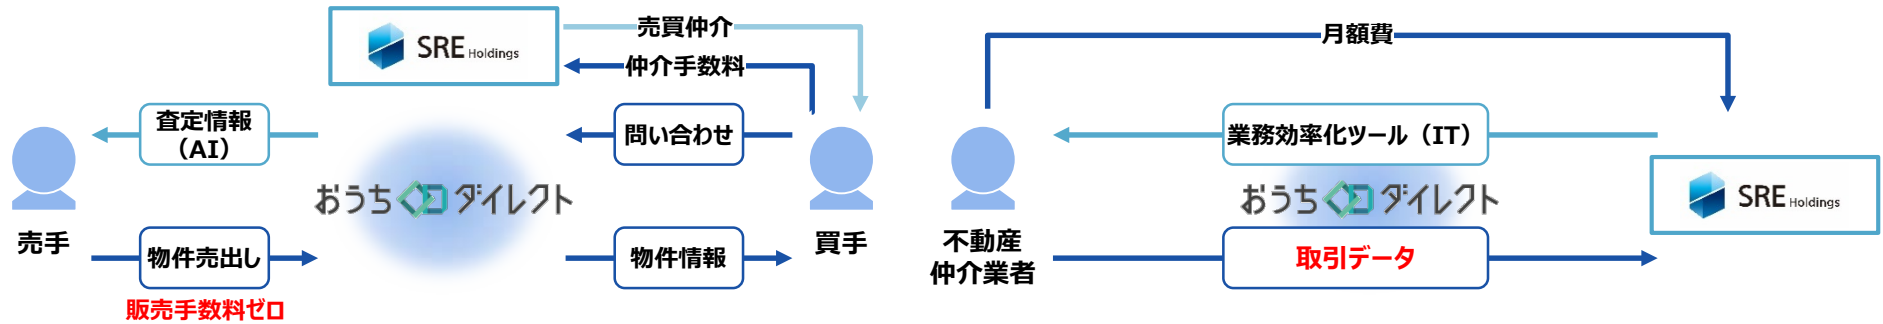 SRE Holdings
売買仲介
仲介手数料
査定情報
（AI）
問い合わせ
おうちダイレクト
売手
買手
物件売出し
物件情報
販売手数料ゼロ
月額費
業務効率化ツール（IT）
おうちダイレクト
SRE Holdings
不動産
仲介業者
取引データ